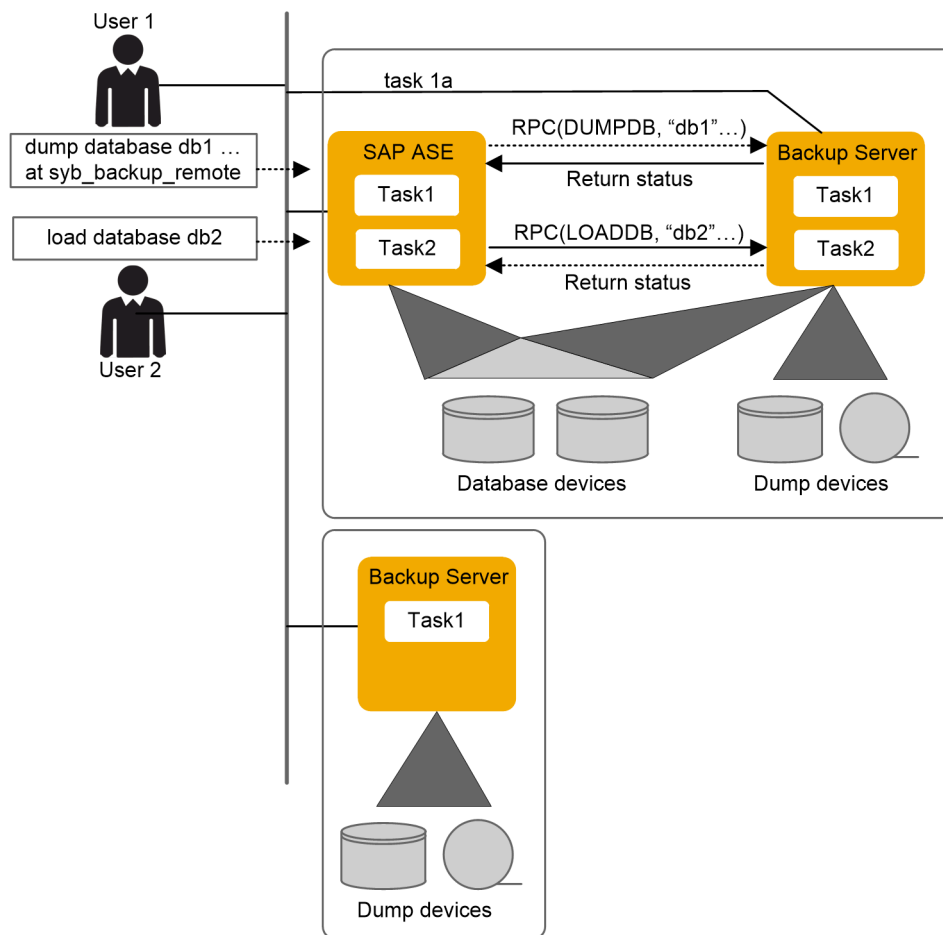 User 1
task 1a
dump database db1 …
at syb_backup_remote
SAP ASE
RPC(DUMPDB, “db1”…)
Backup Server
Return status
Task1
Task1
load database db2
Task2
RPC(LOADDB, “db2”…)
Task2
Return status
User 2
Database devices
Dump devices
Backup Server
Task1
Dump devices